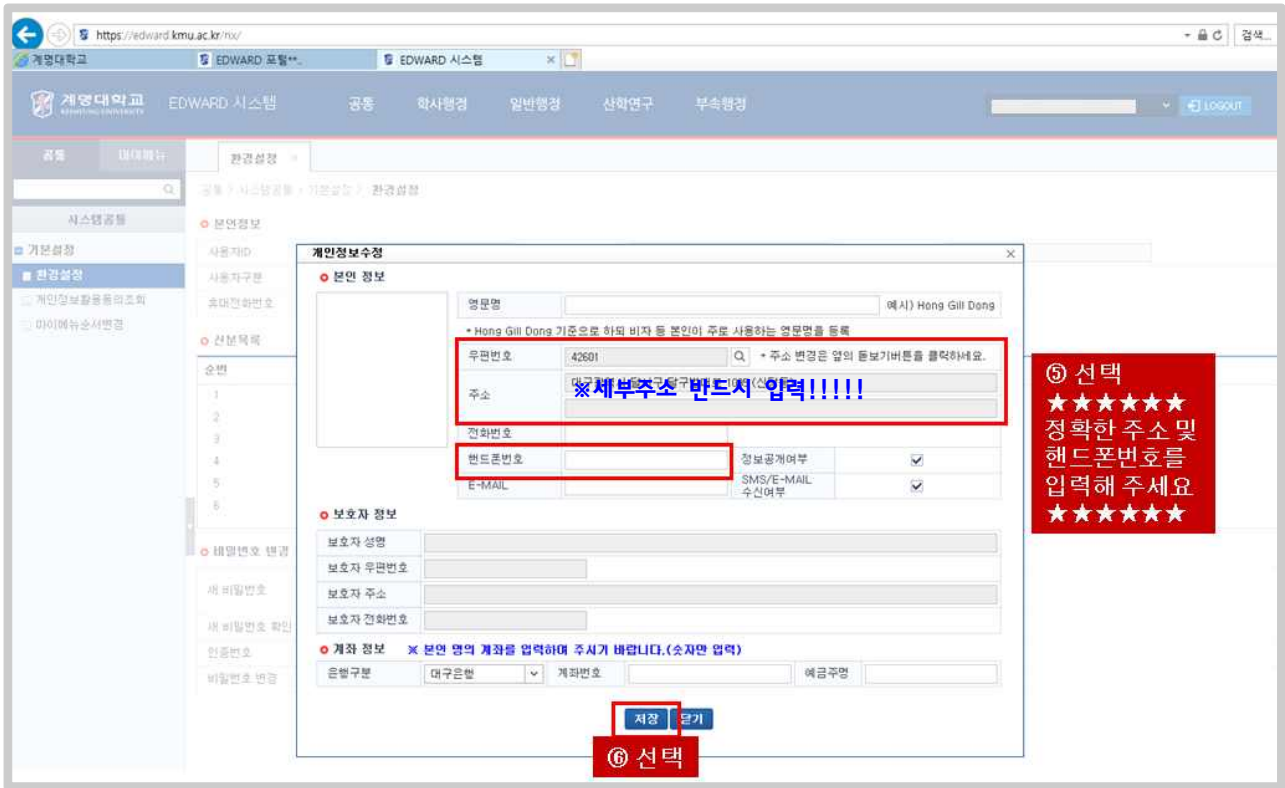 https://edward.kmu.ac.kr/nx/
검색...
계명대학교
EDWARD 포탈**.
EDWARD 시스템
계명대학교
KEIMYUNG UNIVERSITY
EDWARD 시스템
공통
학사행정
일반행정
산학연구
부속행정
LOGOUT
공통
마이메뉴
환경설정
공통 > 시스템공통 > 기본설정 > 환경설정
시스템공통
본인정보
기본설정
사용자ID
환경설정
사용자구분
개인정보활용동의조회
휴대전화번호
마이메뉴순서변경
신분목록
순번
1
2
3
4
5
6
비밀번호 변경
새 비밀번호
새 비밀번호 확인
인증번호
비밀번호 변경
개인정보수정
본인 정보
영문명
예시) Hong Gill Dong
* Hong Gill Dong 기준으로 하되 비자 등 본인이 주로 사용하는 영문명을 등록
우편번호
42601
* 주소 변경은 옆의 돋보기버튼을 클릭하세요.
주소
※세부주소 반드시 입력!!!!!
전화번호
핸드폰번호
정보공개여부
E-MAIL
SMS/E-MAIL
수신여부
보호자 정보
보호자 성명
보호자 우편번호
보호자 주소
보호자 전화번호
계좌 정보 ※ 본인 명의 계좌를 입력하여 주시기 바랍니다.(숫자만 입력)
은행구분
대구은행
계좌번호
예금주명
저장
닫기
⑥ 선택
⑤ 선택
★★★★★★
정확한 주소 및
핸드폰번호를
입력해 주세요
★★★★★★